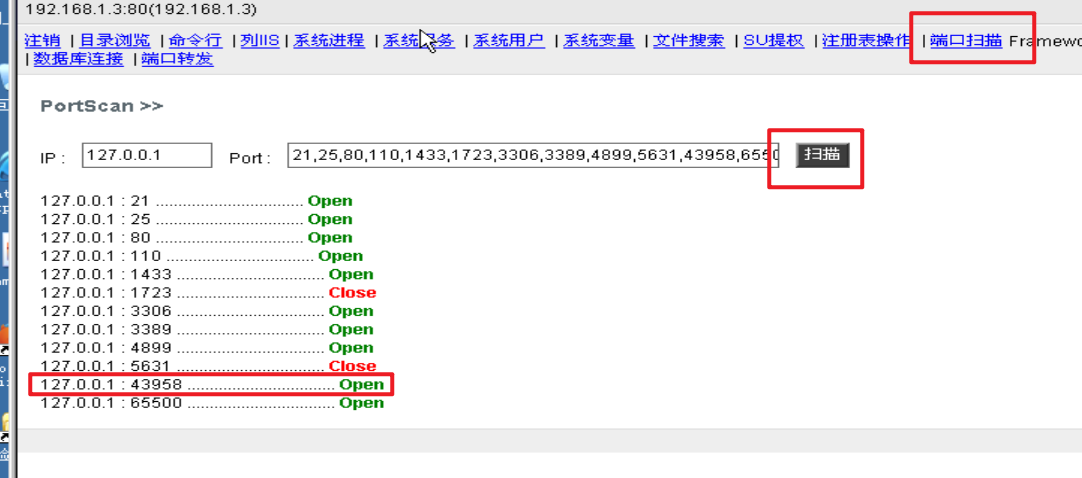 192.168.1.3:80(192.168.1.3)
注销 | 目录浏览 | 命令行 | 列IIS | 系统进程 | 系统服务 | 系统用户 | 系统变量 | 文件搜索 | SU提权 | 注册表操作 | 端口扫描 Framewo
| 数据库连接 | 端口转发
PortScan >>
IP : 127.0.0.1 Port : 21,25,80,110,1433,1723,3306,3389,4899,5631,43958,6550 扫描
127.0.0.1 : 21 ................................. Open
127.0.0.1 : 25 ................................. Open
127.0.0.1 : 80 ................................. Open
127.0.0.1 : 110 ................................. Open
127.0.0.1 : 1433 ................................. Open
127.0.0.1 : 1723 ................................. Close
127.0.0.1 : 3306 ................................. Open
127.0.0.1 : 3389 ................................. Open
127.0.0.1 : 4899 ................................. Open
127.0.0.1 : 5631 ................................. Close
127.0.0.1 : 43958 ................................. Open
127.0.0.1 : 65500 ................................. Open